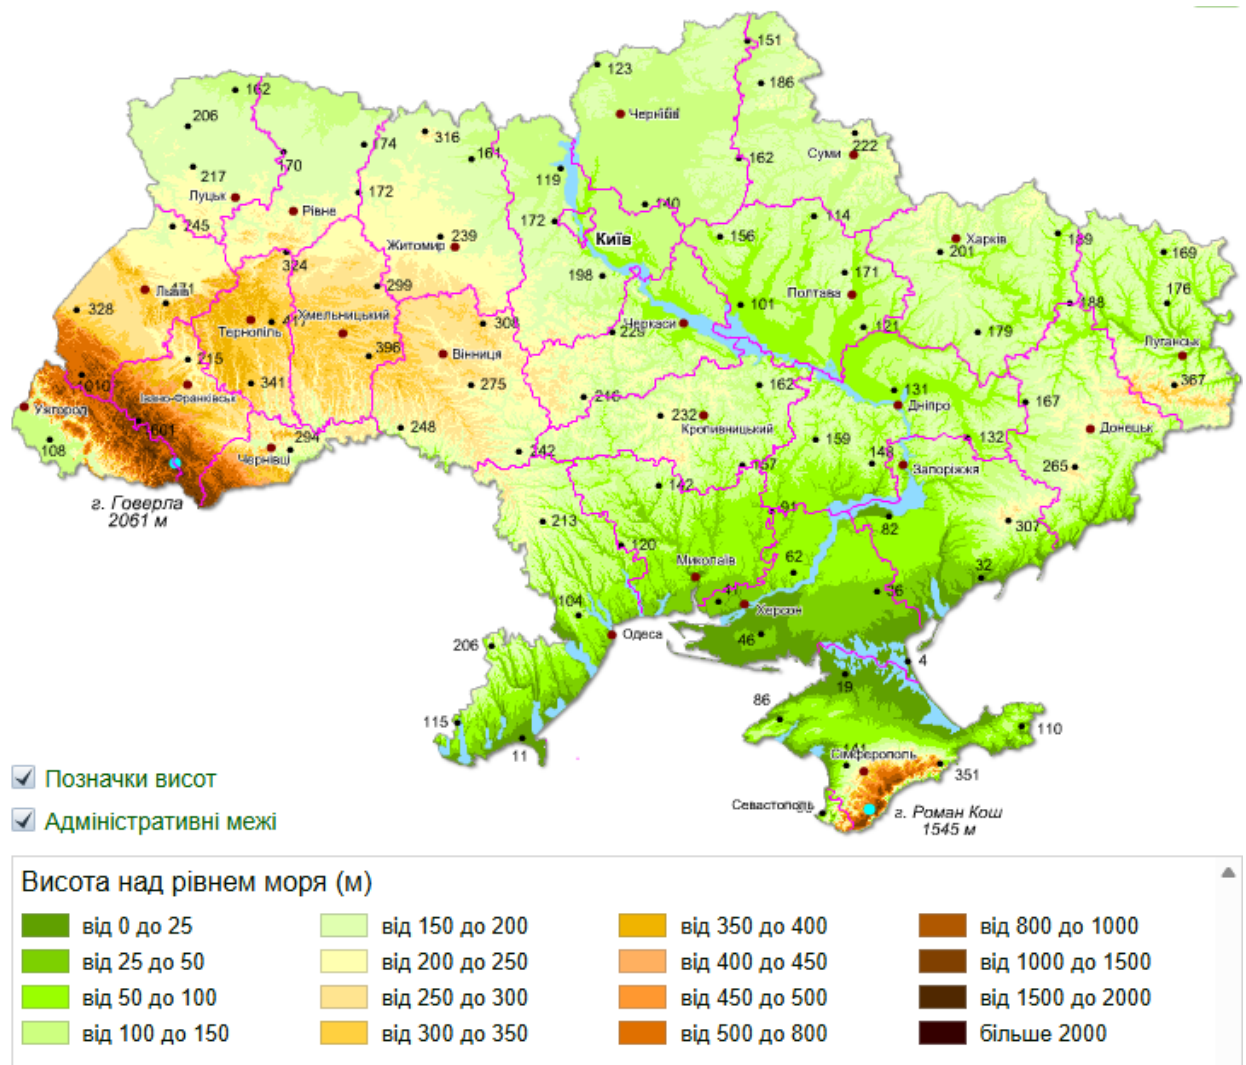 151
123
186
162
206
Чернігів
316
174
222
161
162
Суми
170
217
119
172
Луцьк
140
Рівне
114
172
245
Київ
156
Харків
189
239
Житомир
201
169
324
198
171
299
Львів
471
Полтава
176
101
188
328
Хмельницький
417
308
Черкаси
Тернопіль
121
229
179
Луганськ
Вінниця
396
215
1010
341
275
162
131
367
Івано-Франківськ
216
167
Ужгород
232
Дніпро
Кропивницький
248
Донецьк
159
132
294
108
242
157
148
Чернівці
Запоріжжя
265
142
г. Говерла
2061 м
91
213
82
307
120
Миколаїв
62
32
41
36
104
Херсон
Одеса
46
206
4
19
86
115
110
11
141
Сімферополь
351
Севастополь
г. Роман Кош
1545 м
Позначки висот
Адміністративні межі
Висота над рівнем моря (м)
від 0 до 25
від 150 до 200
від 350 до 400
від 800 до 1000
від 25 до 50
від 200 до 250
від 400 до 450
від 1000 до 1500
від 50 до 100
від 250 до 300
від 450 до 500
від 1500 до 2000
від 100 до 150
від 300 до 350
від 500 до 800
більше 2000